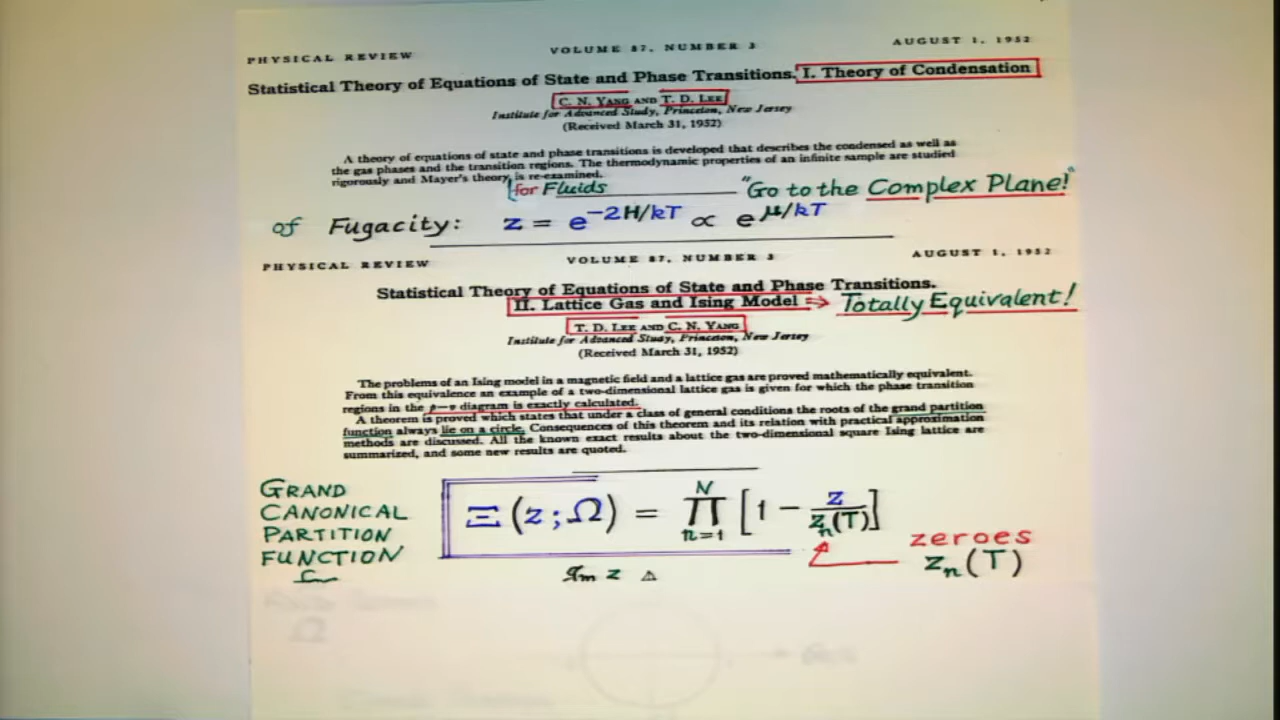 PHYSICAL REVIEW VOLUME 87, NUMBER 3 AUGUST 1, 1952
Statistical Theory of Equations of State and Phase Transitions. I. Theory of Condensation
C. N. YANG AND T. D. LEE
Institute for Advanced Study, Princeton, New Jersey
(Received March 31, 1952)
A theory of equations of state and phase transitions is developed that describes the condensed as well as
the gas phases and the transition regions. The thermodynamic properties of an infinite sample are studied
rigorously and Mayer's theory is re-examined.
for Fluids "Go to the Complex Plane!"
of Fugacity: z = e^{-2H/kT} ∝ e^{μ/kT}
PHYSICAL REVIEW VOLUME 87, NUMBER 3 AUGUST 1, 1952
Statistical Theory of Equations of State and Phase Transitions.
II. Lattice Gas and Ising Model ⇒ Totally Equivalent!
T. D. LEE AND C. N. YANG
Institute for Advanced Study, Princeton, New Jersey
(Received March 31, 1952)
The problems of an Ising model in a magnetic field and a lattice gas are proved mathematically equivalent.
From this equivalence an example of a two-dimensional lattice gas is given for which the phase transition
regions in the p−v diagram is exactly calculated.
A theorem is proved which states that under a class of general conditions the roots of the grand partition
function always lie on a circle. Consequences of this theorem and its relation with practical approximation
methods are discussed. All the known exact results about the two-dimensional square Ising lattice are
summarized, and some new results are quoted.
GRAND
CANONICAL
PARTITION
FUNCTION
Ξ(z;Ω) = ∏_{n=1}^{N} [1 − z/z_n(T)]
zeroes
z_n(T)
Im z